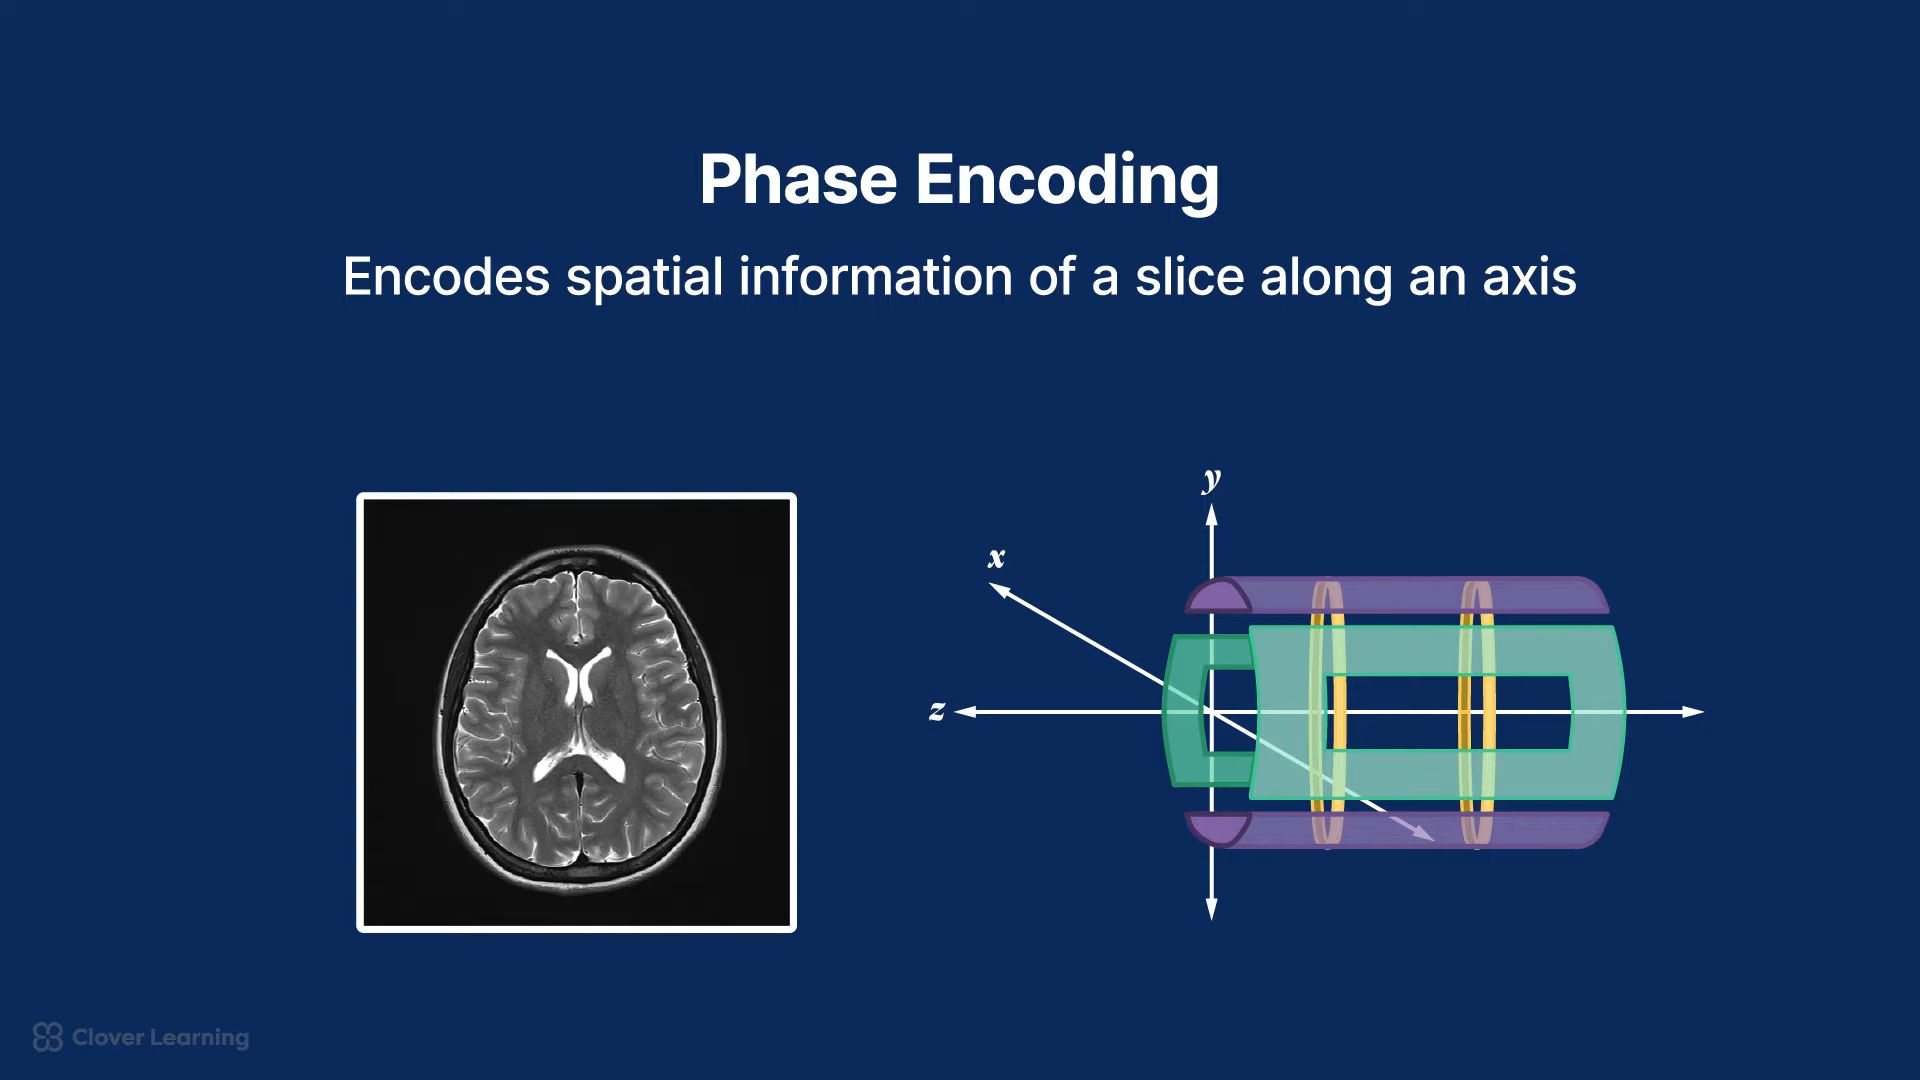 Phase Encoding
Encodes spatial information of a slice along an axis
y
x
z
Clover Learning